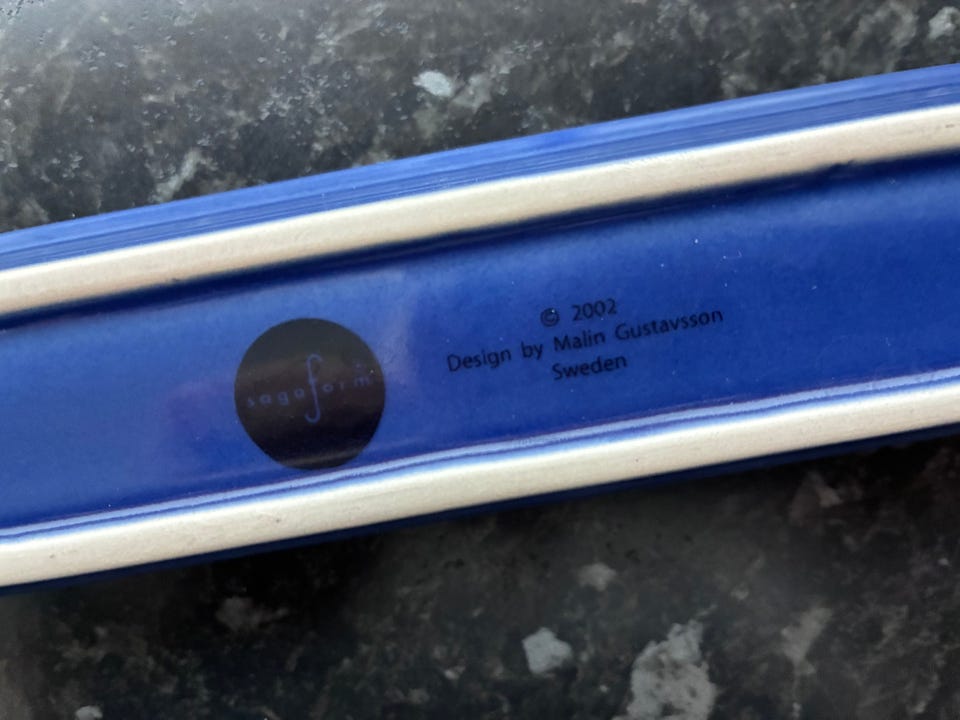 sagaform
© 2002
Design by Malin Gustavsson
Sweden